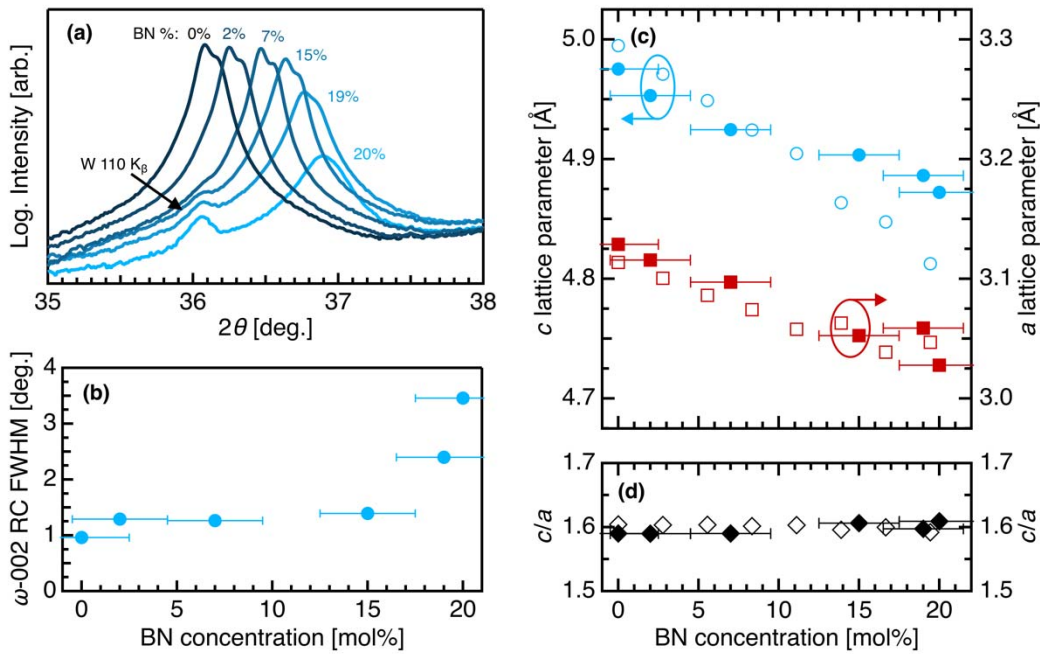 (a)
BN %: 0% 2% 7%
15%
19%
20%
W 110 Kβ
Log. Intensity [arb.]
35 36 37 38
2θ [deg.]
(b)
ω-002 RC FWHM [deg.]
4
3
2
1
0
0 5 10 15 20
BN concentration [mol%]
(c)
c lattice parameter [Å]
5.0
4.9
4.8
4.7
3.3
3.2
3.1
3.0
a lattice parameter [Å]
(d)
c/a
1.7
1.6
1.5
1.7
1.6
1.5
c/a
0 5 10 15 20
BN concentration [mol%]